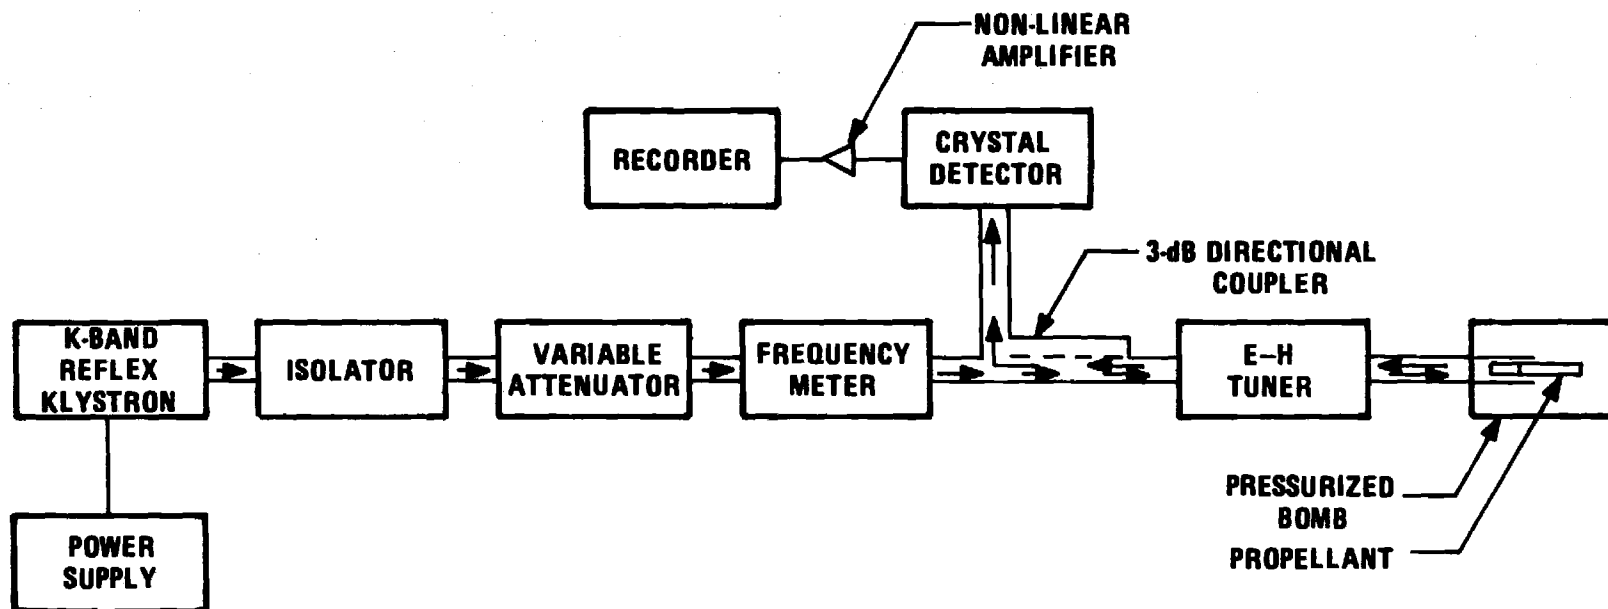 NON-LINEAR
AMPLIFIER
RECORDER
CRYSTAL
DETECTOR
3-dB DIRECTIONAL
COUPLER
K-BAND
REFLEX
KLYSTRON
ISOLATOR
VARIABLE
ATTENUATOR
FREQUENCY
METER
E-H
TUNER
PRESSURIZED
BOMB
PROPELLANT
POWER
SUPPLY